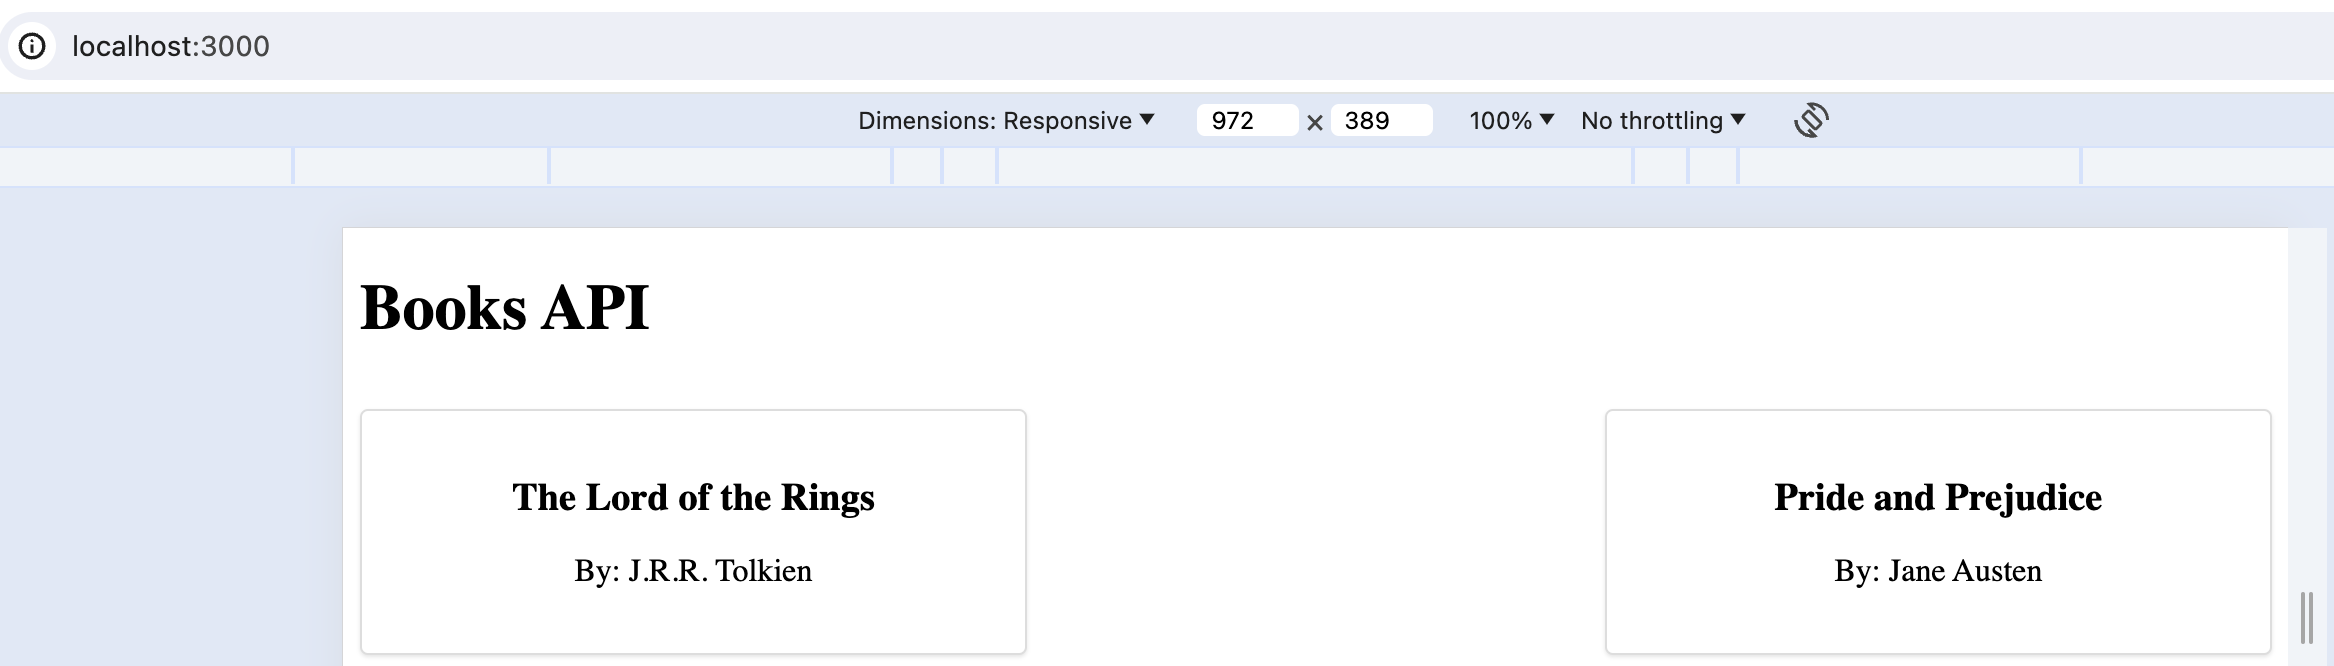 localhost:3000
Dimensions: Responsive 972 × 389 100% No throttling
Books API
The Lord of the Rings
By: J.R.R. Tolkien
Pride and Prejudice
By: Jane Austen